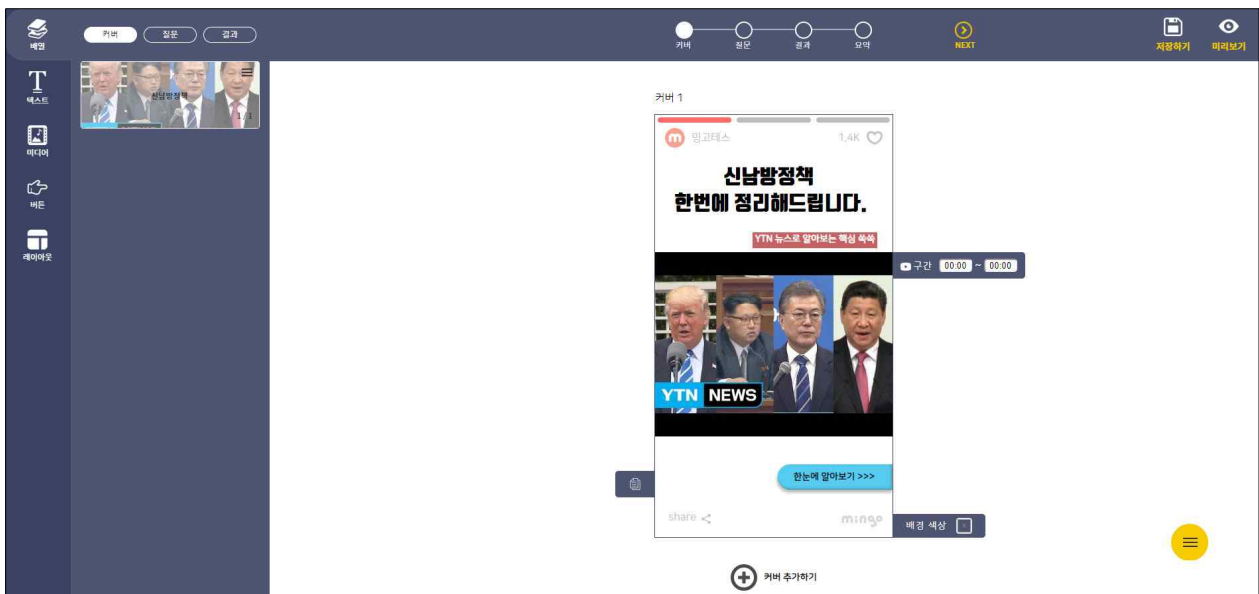 메인
커버 질문 결과
커버 질문 결과 요약
NEXT
저장하기 미리보기
텍스트
미디어
버튼
레이아웃
신남방정책
1/1
커버 1
m 밍고테스 1.4K
신남방정책
한번에 정리해드립니다.
YTN 뉴스로 알아보는 핵심 쏙쏙
구간 00:00 ~ 00:00
YTN NEWS
한눈에 알아보기 >>>
share mingo
배경 색상
커버 추가하기